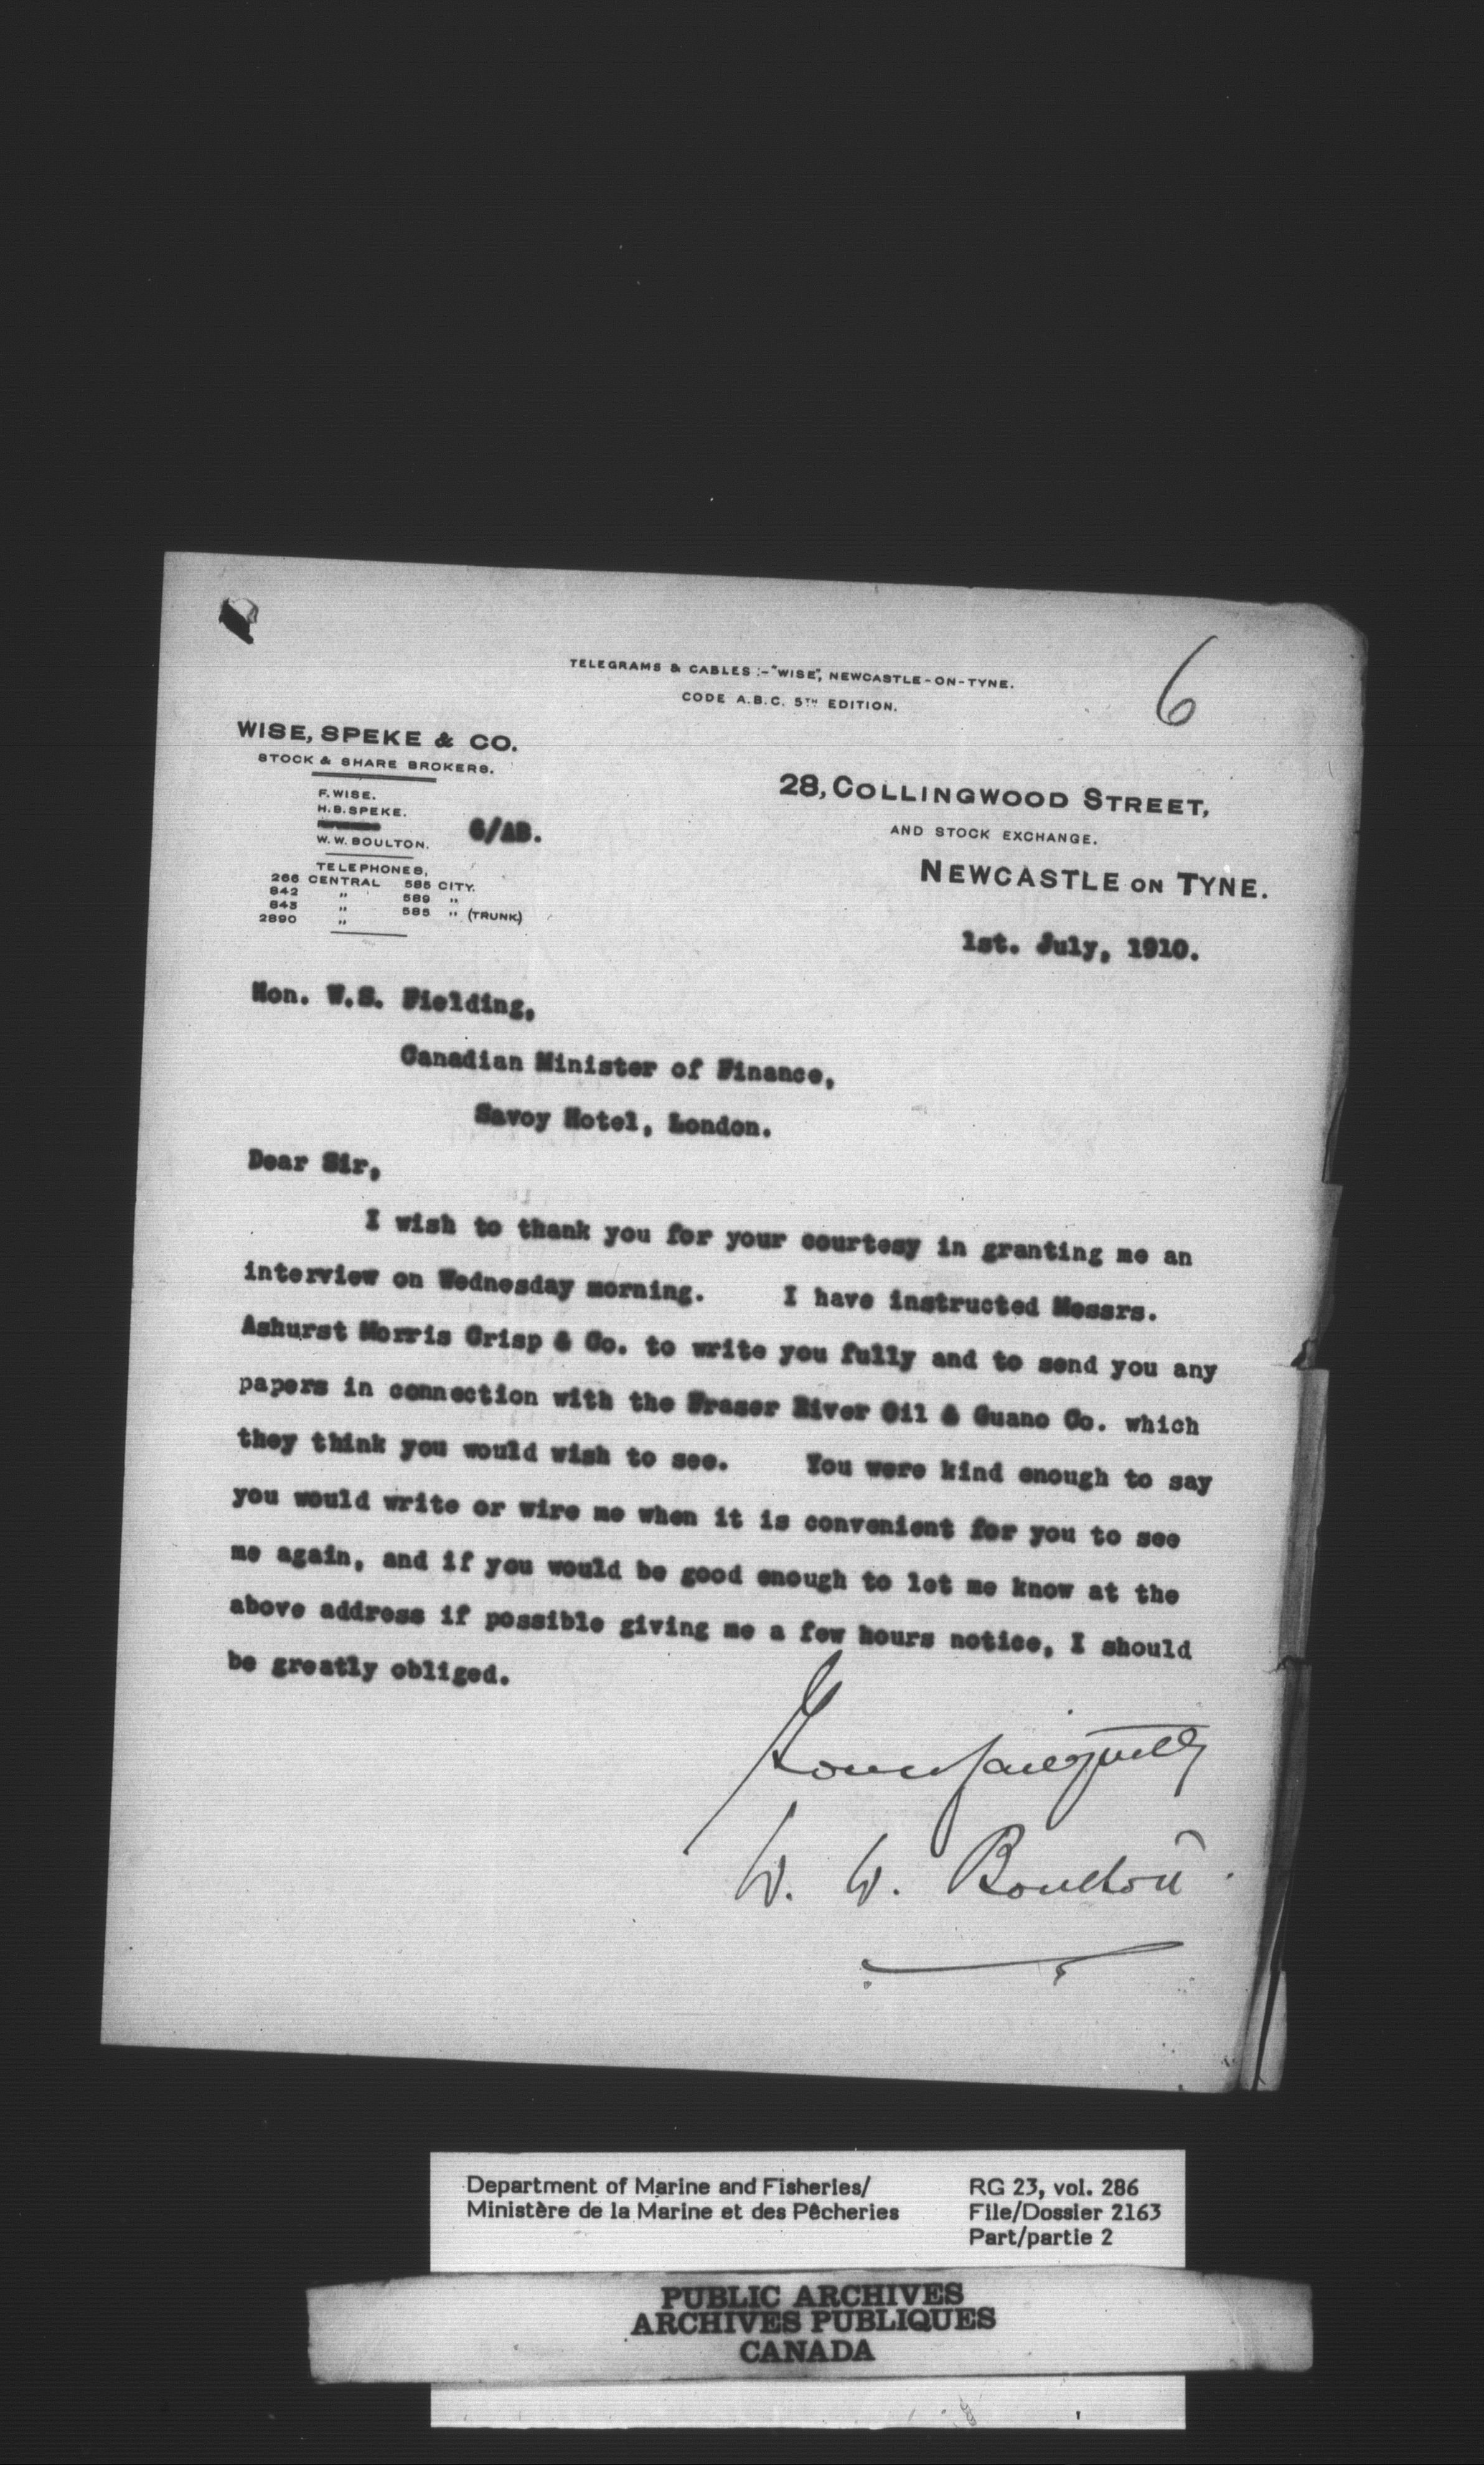 6
TELEGRAMS & CABLES :- "WISE", NEWCASTLE-ON-TYNE.
CODE A.B.C. 5TH EDITION.
WISE, SPEKE & CO.
STOCK & SHARE BROKERS.
F. WISE.
H.B. SPEKE.
W. W. BOULTON.
6/AB.
TELEPHONES,
266 CENTRAL 585 CITY.
842 " 589 "
843 " 585 " (TRUNK)
2890 "
28, COLLINGWOOD STREET,
AND STOCK EXCHANGE.
NEWCASTLE ON TYNE.
1st. July, 1910.
Hon. W.S. Fielding,
Canadian Minister of Finance,
Savoy Hotel, London.
Dear Sir,
I wish to thank you for your courtesy in granting me an
interview on Wednesday morning. I have instructed Messrs.
Ashurst Morris Crisp & Co. to write you fully and to send you any
papers in connection with the Fraser River Oil & Guano Co. which
they think you would wish to see. You were kind enough to say
you would write or wire me when it is convenient for you to see
me again, and if you would be good enough to let me know at the
above address if possible giving me a few hours notice, I should
be greatly obliged.
Yours faithfully
W. W. Boulton
Department of Marine and Fisheries/
Ministère de la Marine et des Pêcheries
RG 23, vol. 286
File/Dossier 2163
Part/partie 2
PUBLIC ARCHIVES
ARCHIVES PUBLIQUES
CANADA